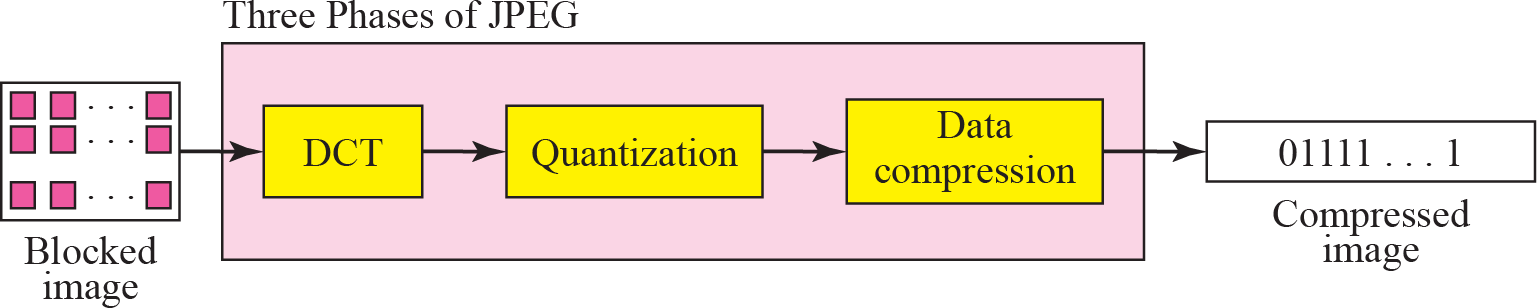 Three Phases of JPEG
. . .
. . .
. . .
Blocked
image
DCT
Quantization
Data
compression
01111 . . . 1
Compressed
image